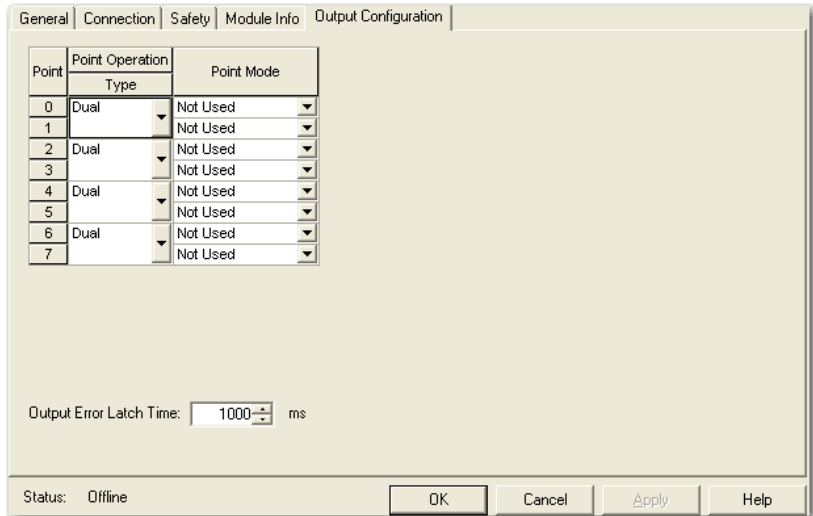 General Connection Safety Module Info Output Configuration
Point Point Operation Point Mode
Type
0 Dual Not Used
1 Not Used
2 Dual Not Used
3 Not Used
4 Dual Not Used
5 Not Used
6 Dual Not Used
7 Not Used
Output Error Latch Time: 1000 ms
Status: Offline OK Cancel Apply Help